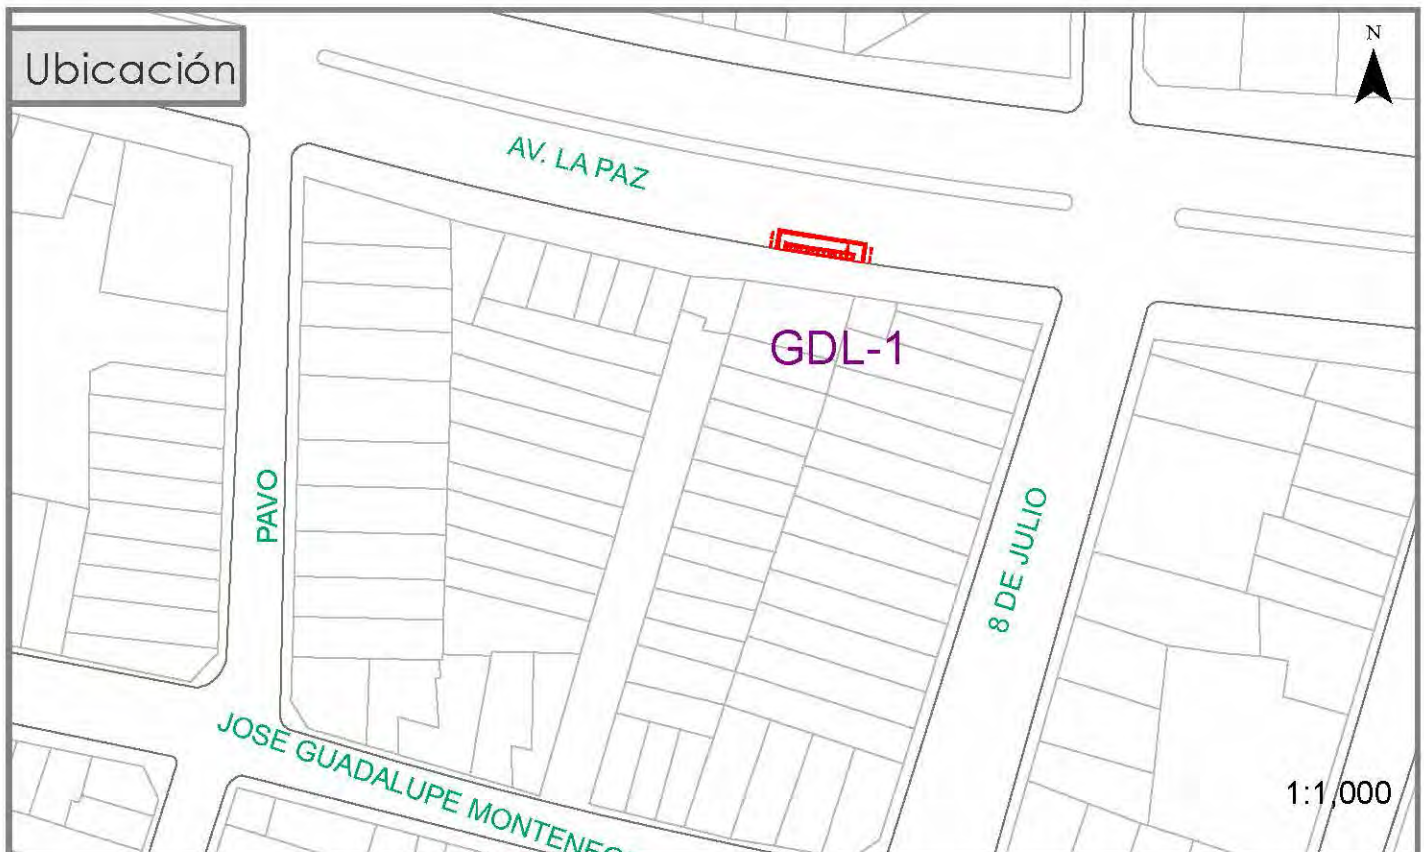 N
Ubicación
AV. LA PAZ
GDL-1
PAVO
8 DE JULIO
JOSE GUADALUPE
1:1,000